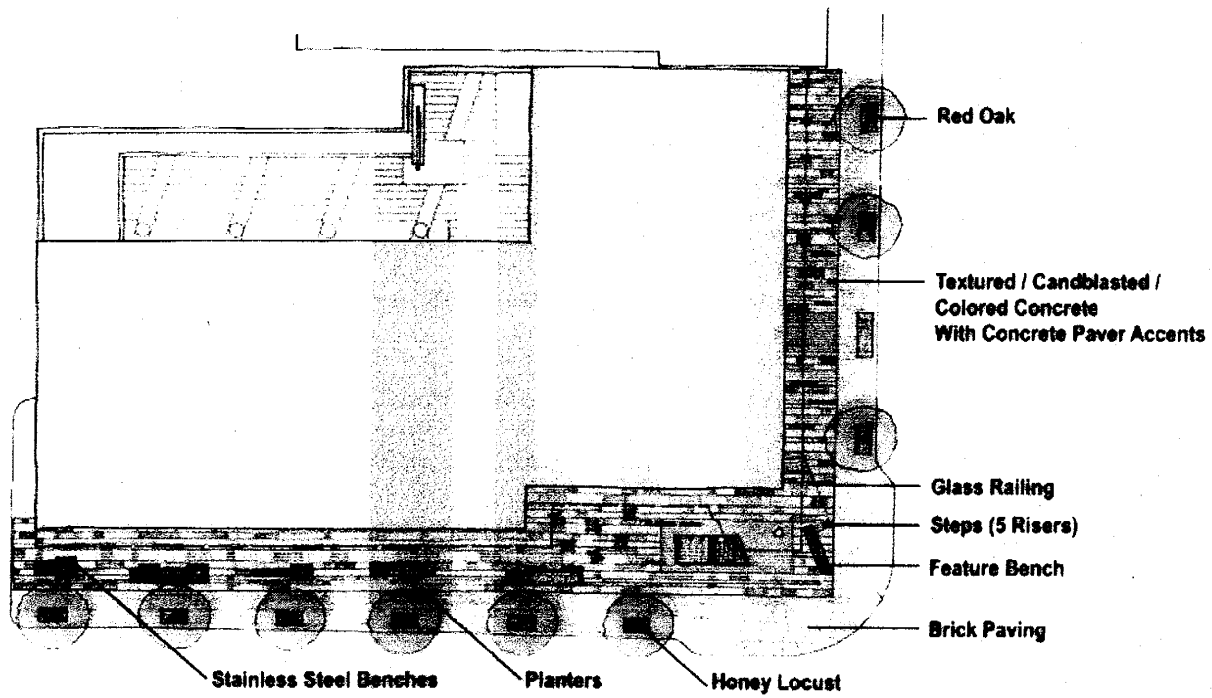 Red Oak
Textured / Candblasted /
Colored Concrete
With Concrete Paver Accents
Glass Railing
Steps (5 Risers)
Feature Bench
Brick Paving
Stainless Steel Benches
Planters
Honey Locust